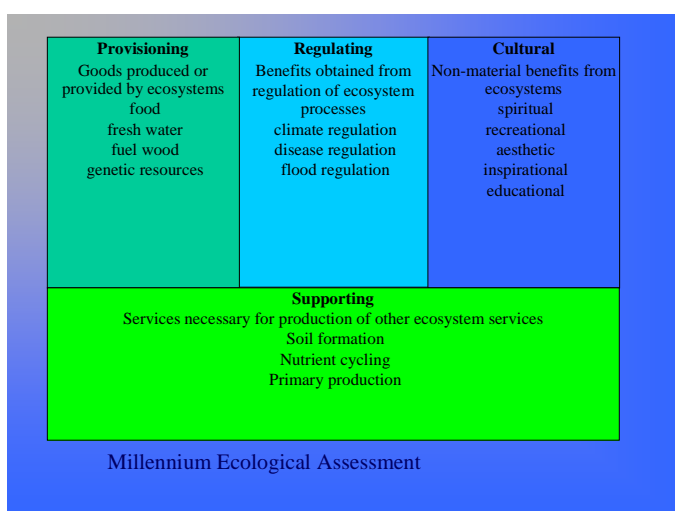 Provisioning
Goods produced or
provided by ecosystems
food
fresh water
fuel wood
genetic resources
Regulating
Benefits obtained from
regulation of ecosystem
processes
climate regulation
disease regulation
flood regulation
Cultural
Non-material benefits from
ecosystems
spiritual
recreational
aesthetic
inspirational
educational
Supporting
Services necessary for production of other ecosystem services
Soil formation
Nutrient cycling
Primary production
Millennium Ecological Assessment